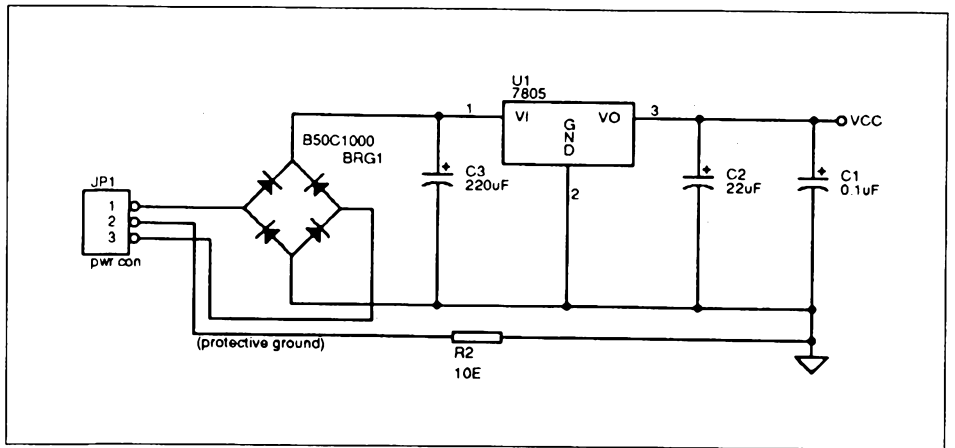 U1
7805
1
VI
GND
VO
3
VCC
B50C1000
BRG1
C3
220uF
2
C2
22uF
C1
0.1uF
JP1
1
2
3
pwr con
(protective ground)
R2
10E